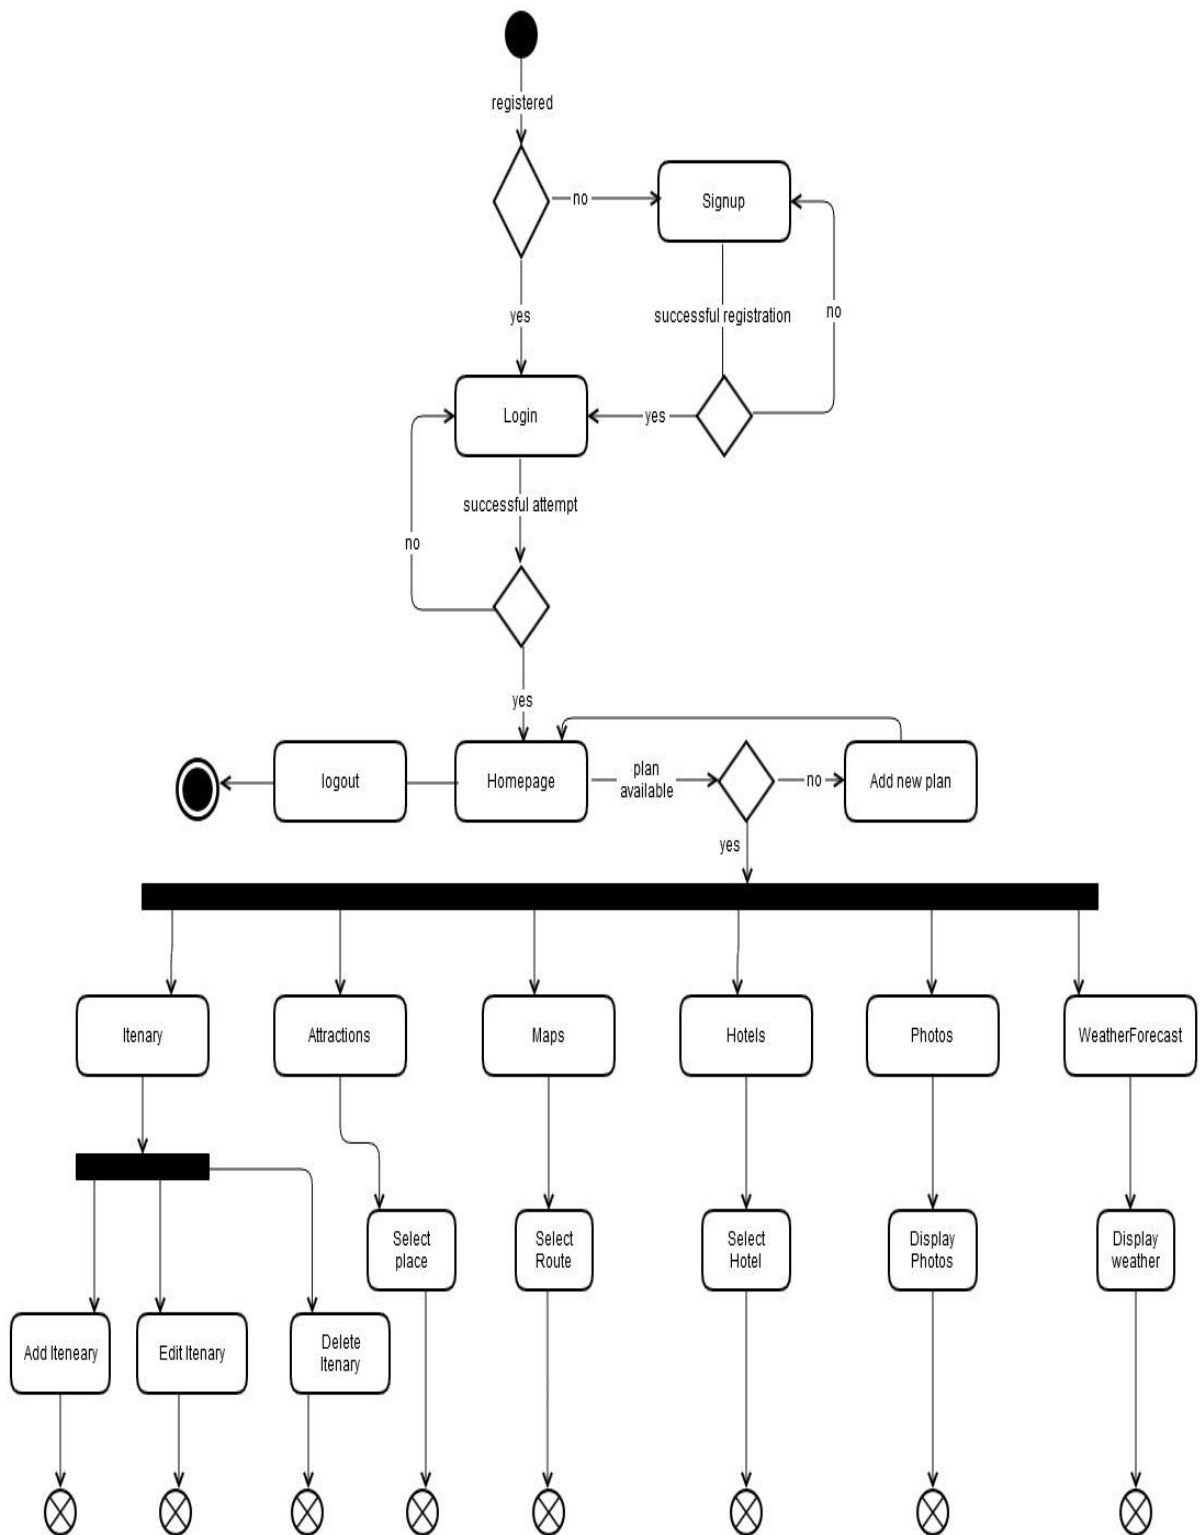 registered
no
Signup
yes
successful registration
no
Login
yes
successful attempt
no
yes
logout
Homepage
plan
available
no
Add new plan
yes
Itenary
Attractions
Maps
Hotels
Photos
WeatherForecast
Select
place
Select
Route
Select
Hotel
Display
Photos
Display
weather
Add Iteneary
Edit Itenary
Delete
Itenary